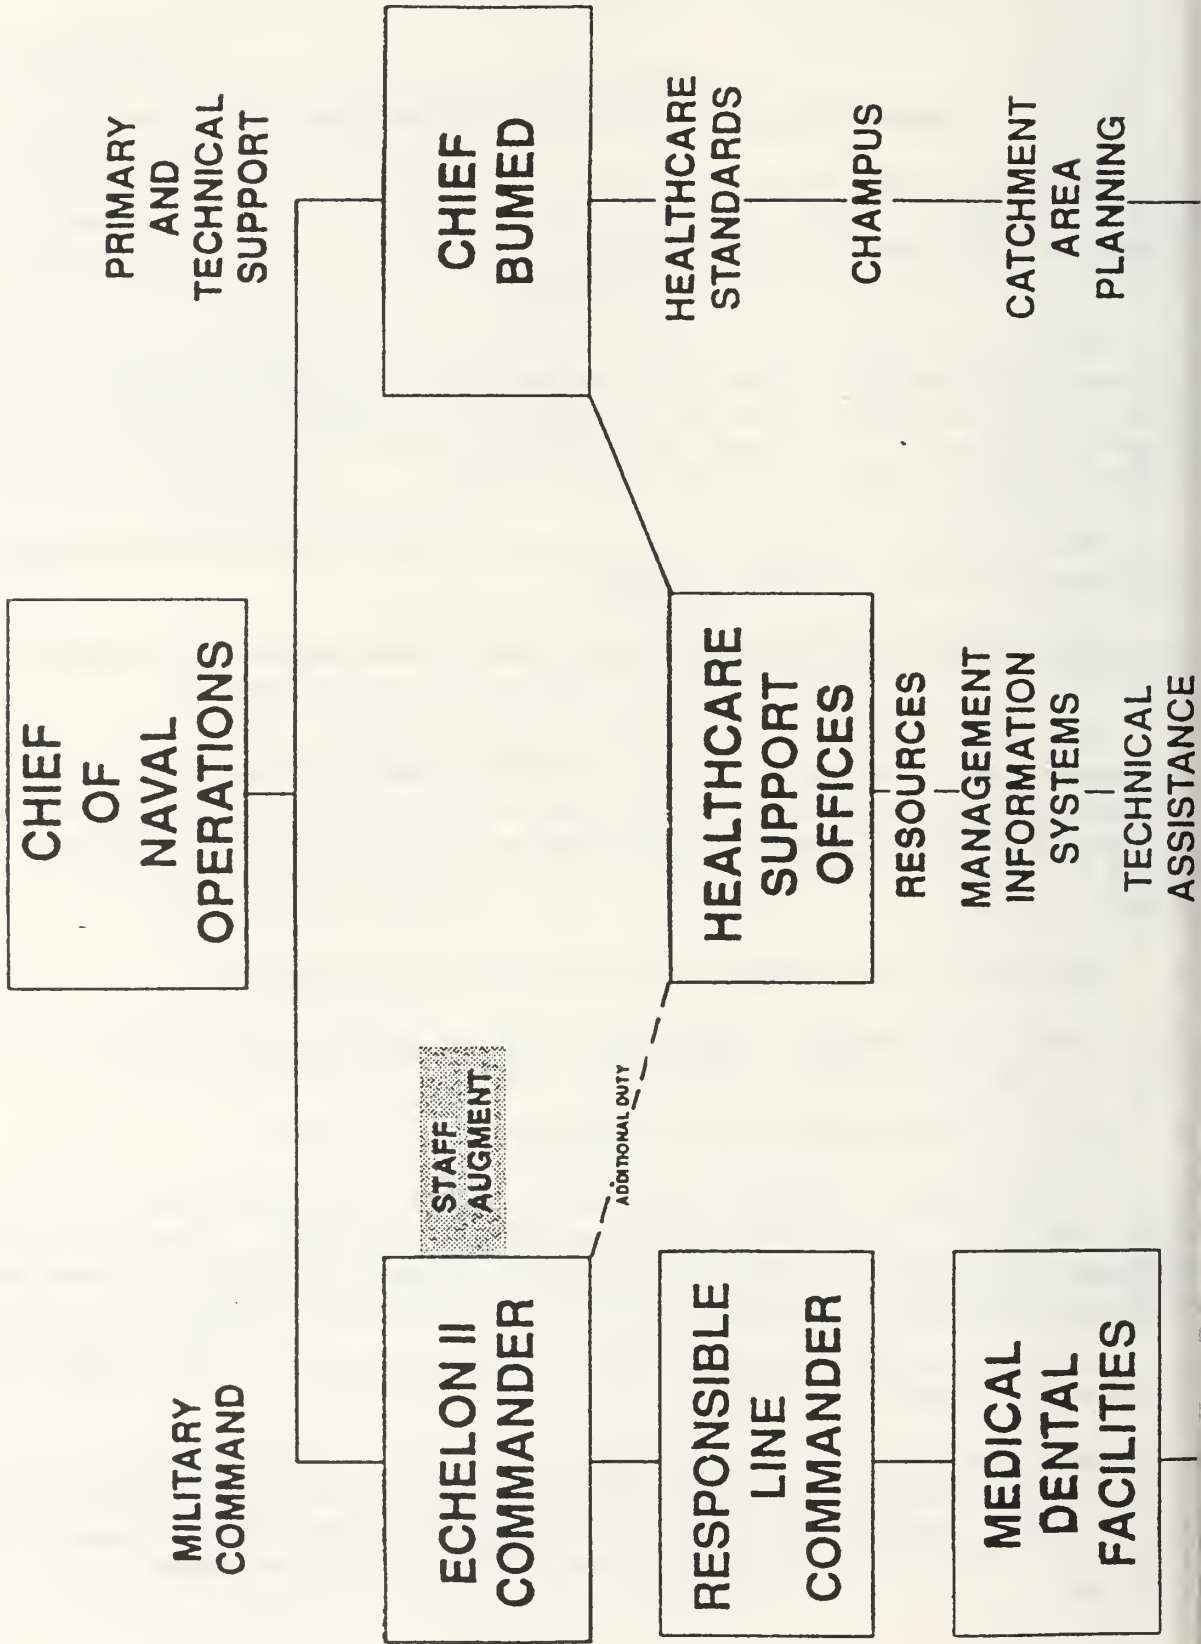 CHIEF
OF
NAVAL
OPERATIONS
MILITARY
COMMAND
PRIMARY
AND
TECHNICAL
SUPPORT
ECHELON II
COMMANDER
STAFF
AUGMENT
CHIEF
BUMED
ADDITIONAL DUTY
RESPONSIBLE
LINE
COMMANDER
HEALTHCARE
SUPPORT
OFFICES
HEALTHCARE
STANDARDS
CHAMPUS
CATCHMENT
AREA
PLANNING
MEDICAL
DENTAL
FACILITIES
RESOURCES
MANAGEMENT
INFORMATION
SYSTEMS
TECHNICAL
ASSISTANCE